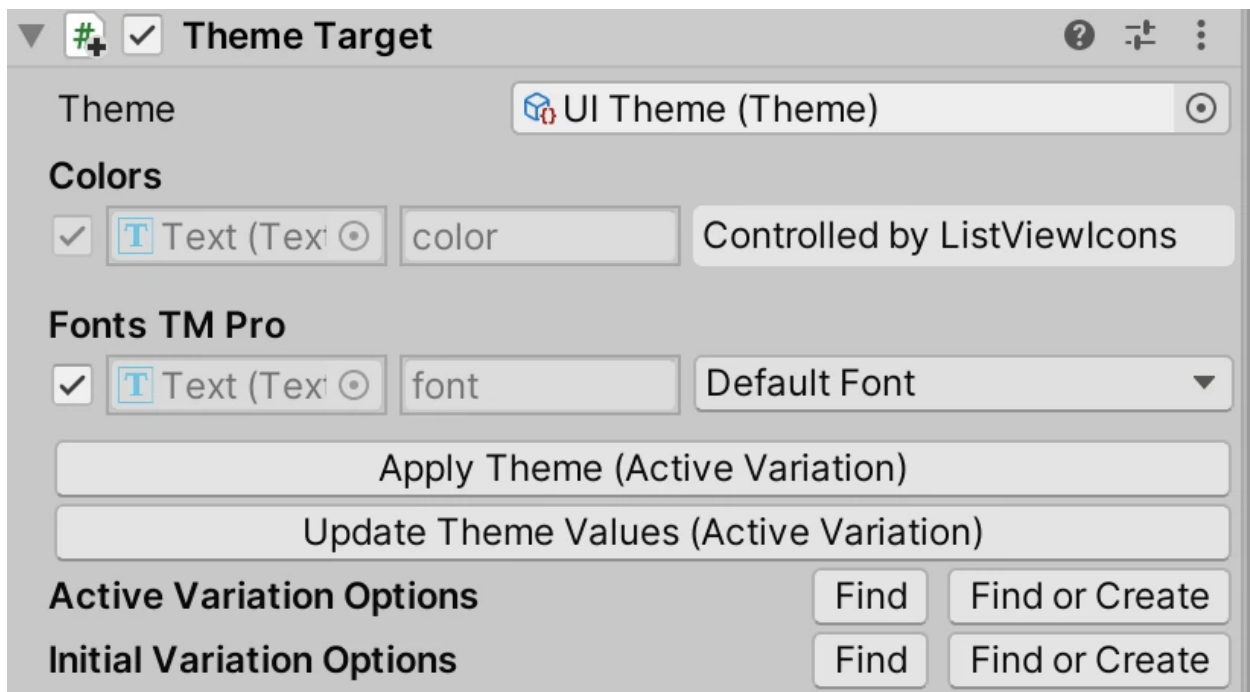 Theme Target
Theme UI Theme (Theme)
Colors
T Text (Text color Controlled by ListViewIcons
Fonts TM Pro
T Text (Text font Default Font
Apply Theme (Active Variation)
Update Theme Values (Active Variation)
Active Variation Options Find Find or Create
Initial Variation Options Find Find or Create